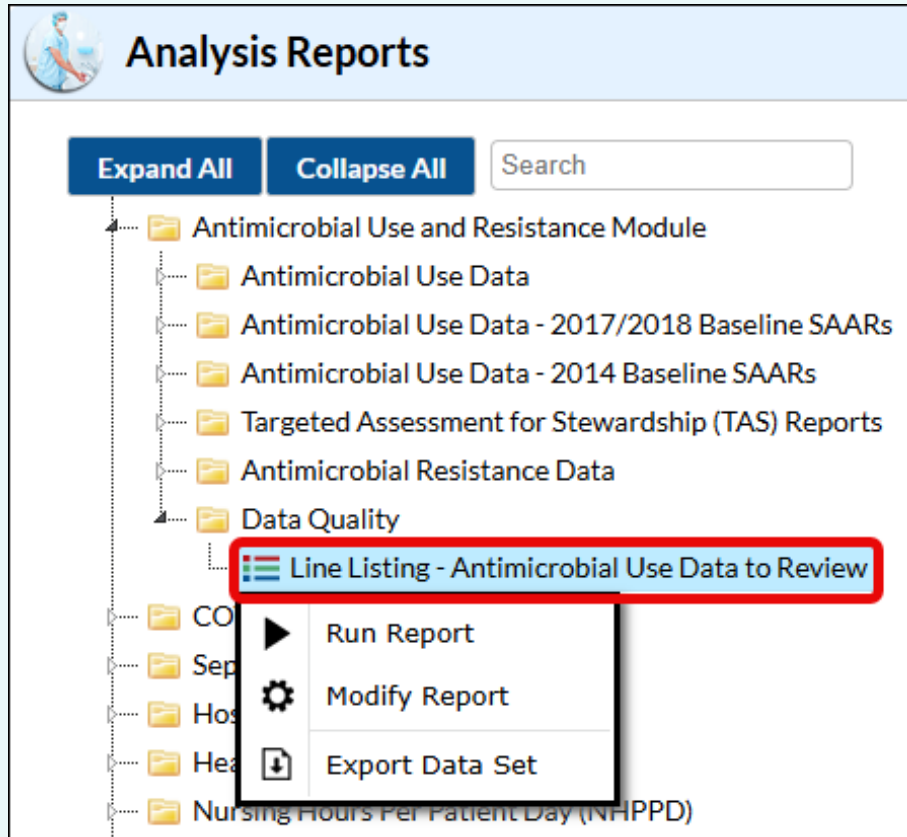 Analysis Reports
Expand All Collapse All Search
Antimicrobial Use and Resistance Module
Antimicrobial Use Data
Antimicrobial Use Data - 2017/2018 Baseline SAARs
Antimicrobial Use Data - 2014 Baseline SAARs
Targeted Assessment for Stewardship (TAS) Reports
Antimicrobial Resistance Data
Data Quality
Line Listing - Antimicrobial Use Data to Review
Run Report
Modify Report
Export Data Set
Nursing Hours Per Patient Day (NHPPD)